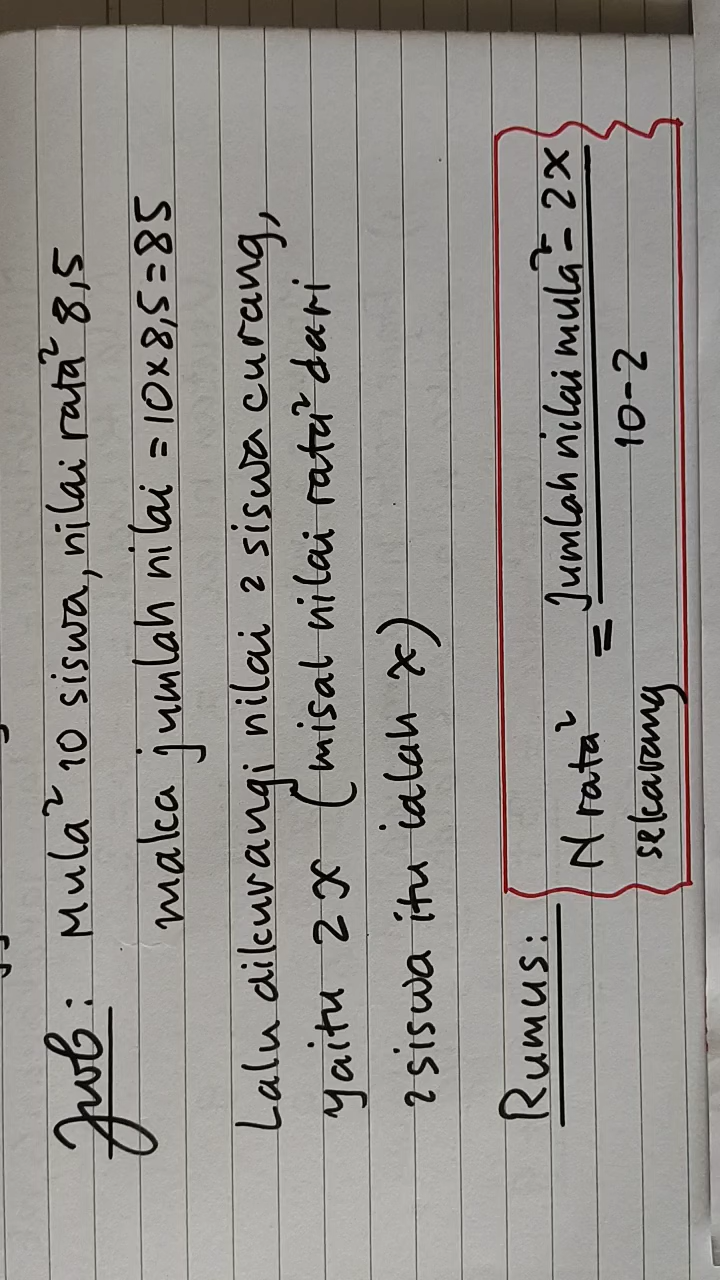 Jwb: Mula² 10 siswa, nilai rata² 8,5
maka jumlah nilai = 10x8,5=85
Lalu dikurangi nilai 2 siswa curang,
yaitu 2x (misal nilai rata² dari
2 siswa itu ialah x)
Rumus:
N rata² sekarang = Jumlah nilai mula² - 2x
10-2